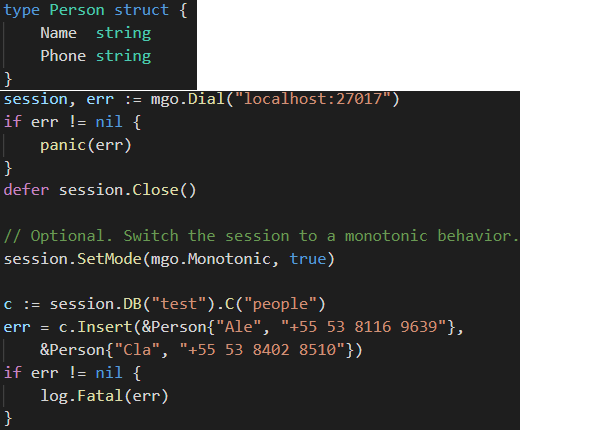 type Person struct {
    Name  string
    Phone string
}
session, err := mgo.Dial("localhost:27017")
if err != nil {
    panic(err)
}
defer session.Close()

// Optional. Switch the session to a monotonic behavior.
session.SetMode(mgo.Monotonic, true)

c := session.DB("test").C("people")
err = c.Insert(&Person{"Ale", "+55 53 8116 9639"},
    &Person{"Cla", "+55 53 8402 8510"})
if err != nil {
    log.Fatal(err)
}